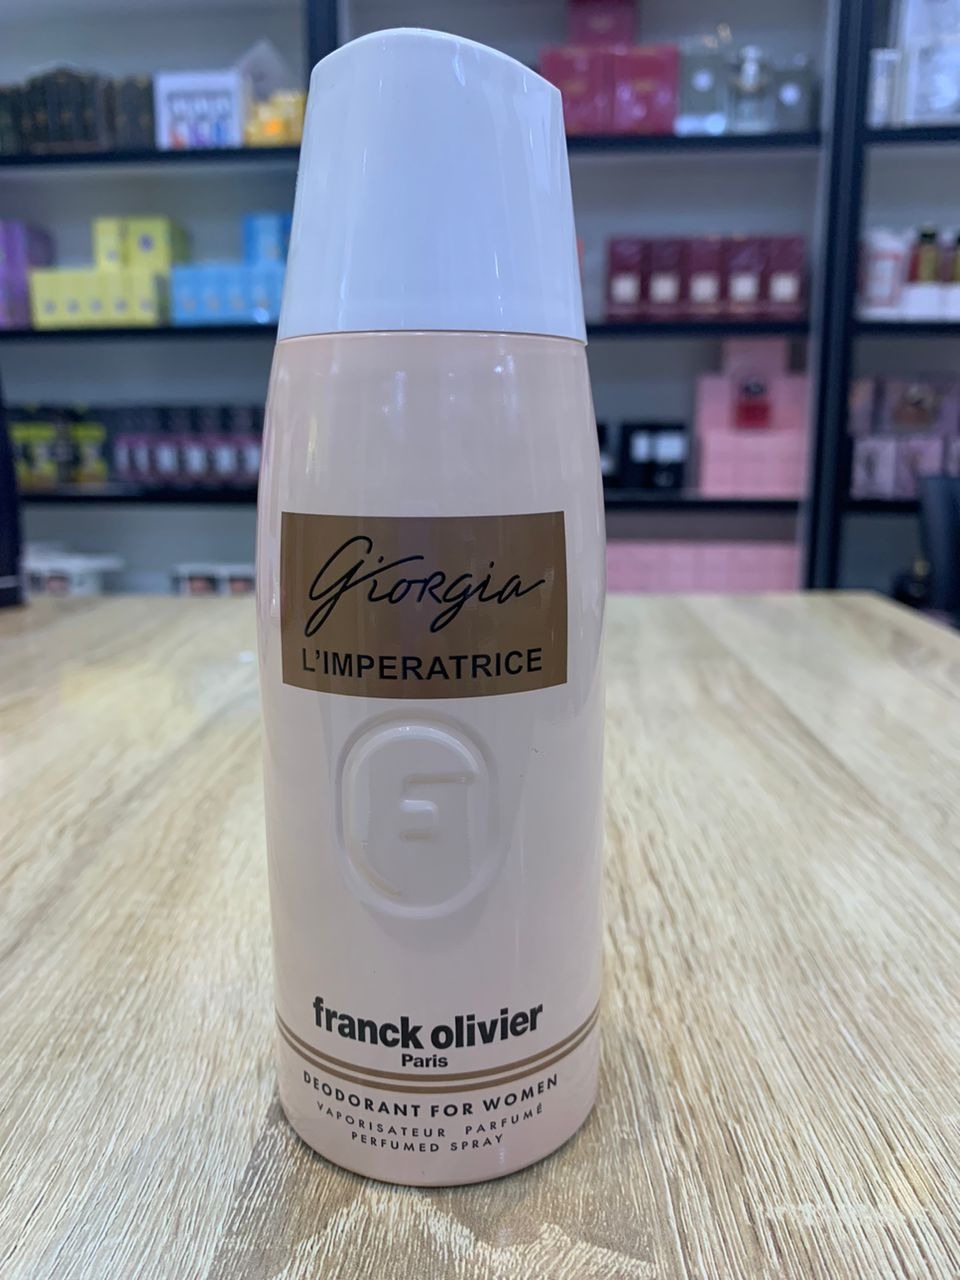 Giorgia
L'IMPERATRICE
F
franck olivier
Paris
DEODORANT FOR WOMEN
VAPORISATEUR PARFUMÉ
PERFUMED SPRAY